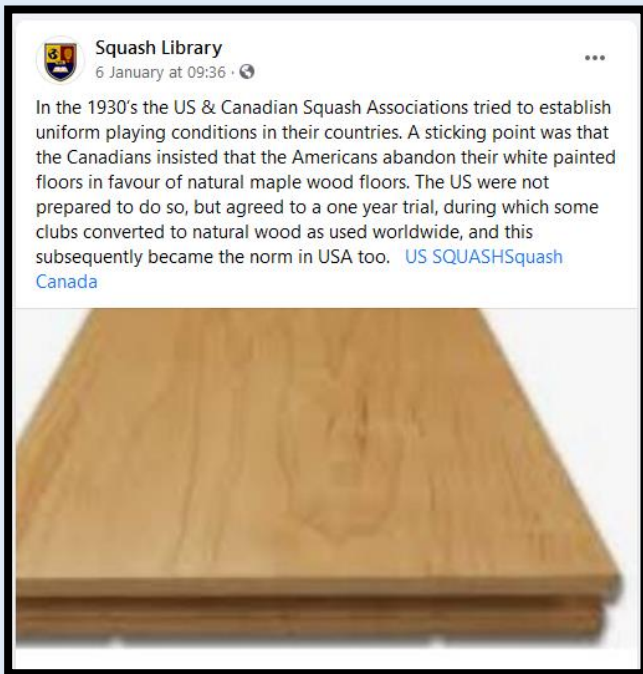 Squash Library
6 January at 09:36 ·
In the 1930's the US & Canadian Squash Associations tried to establish
uniform playing conditions in their countries. A sticking point was that
the Canadians insisted that the Americans abandon their white painted
floors in favour of natural maple wood floors. The US were not
prepared to do so, but agreed to a one year trial, during which some
clubs converted to natural wood as used worldwide, and this
subsequently became the norm in USA too. US SQUASHSquash
Canada